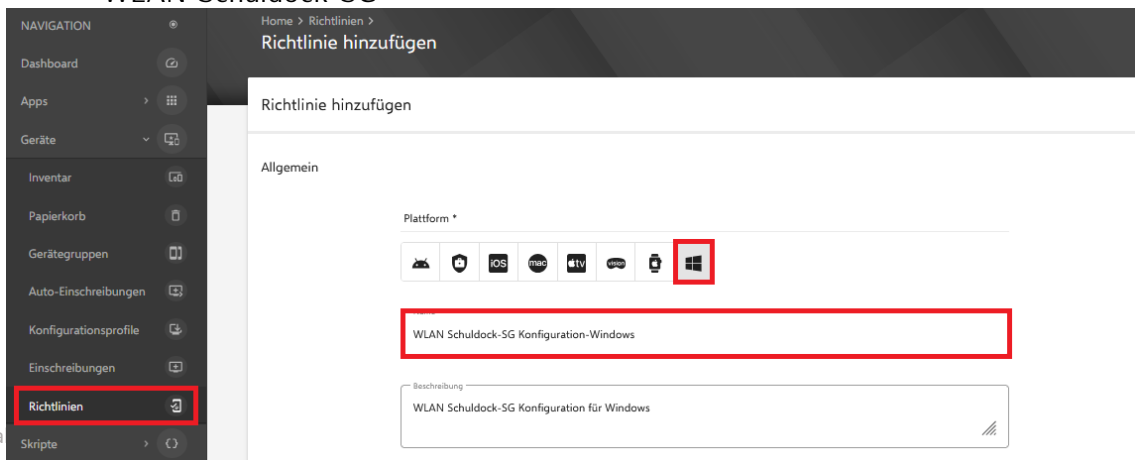 WLAN Schuldock-SG
NAVIGATION
Dashboard
Apps
Geräte
Inventar
Papierkorb
Gerätegruppen
Auto-Einschreibungen
Konfigurationsprofile
Einschreibungen
Richtlinien
Skripte
Home > Richtlinien >
Richtlinie hinzufügen
Richtlinie hinzufügen
Allgemein
Plattform *
iOS mac tv vision
WLAN Schuldock-SG Konfiguration-Windows
Beschreibung
WLAN Schuldock-SG Konfiguration für Windows